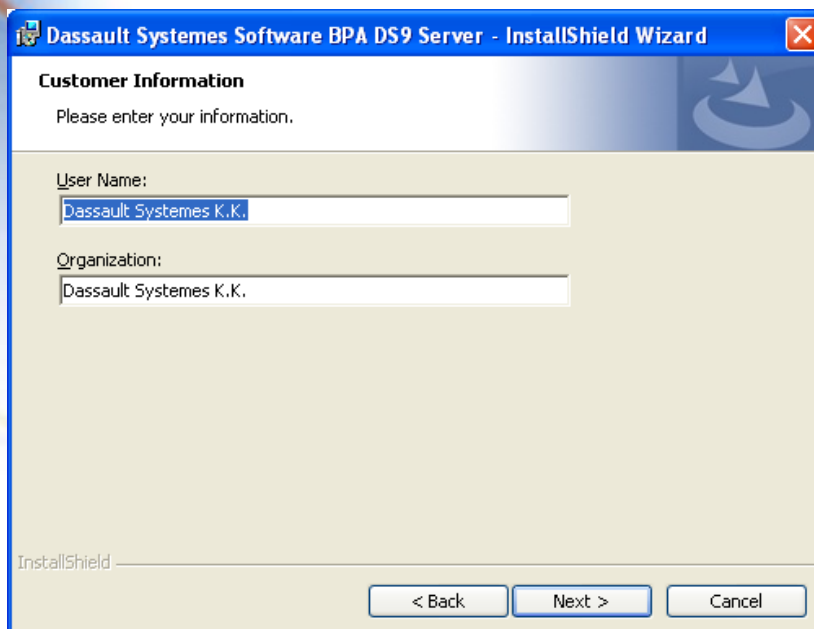 Dassault Systemes Software BPA DS9 Server - InstallShield Wizard
Customer Information
Please enter your information.
User Name:
Dassault Systemes K.K.
Organization:
Dassault Systemes K.K.
InstallShield
< Back Next > Cancel